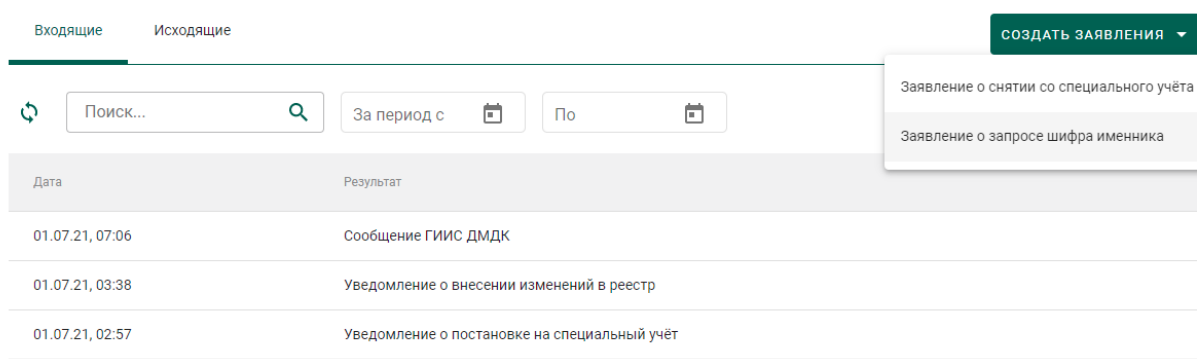 Входящие Исходящие СОЗДАТЬ ЗАЯВЛЕНИЯ
Заявление о снятии со специального учёта
Поиск... За период с По
Заявление о запросе шифра именника
Дата Результат
01.07.21, 07:06 Сообщение ГИИС ДМДК
01.07.21, 03:38 Уведомление о внесении изменений в реестр
01.07.21, 02:57 Уведомление о постановке на специальный учёт